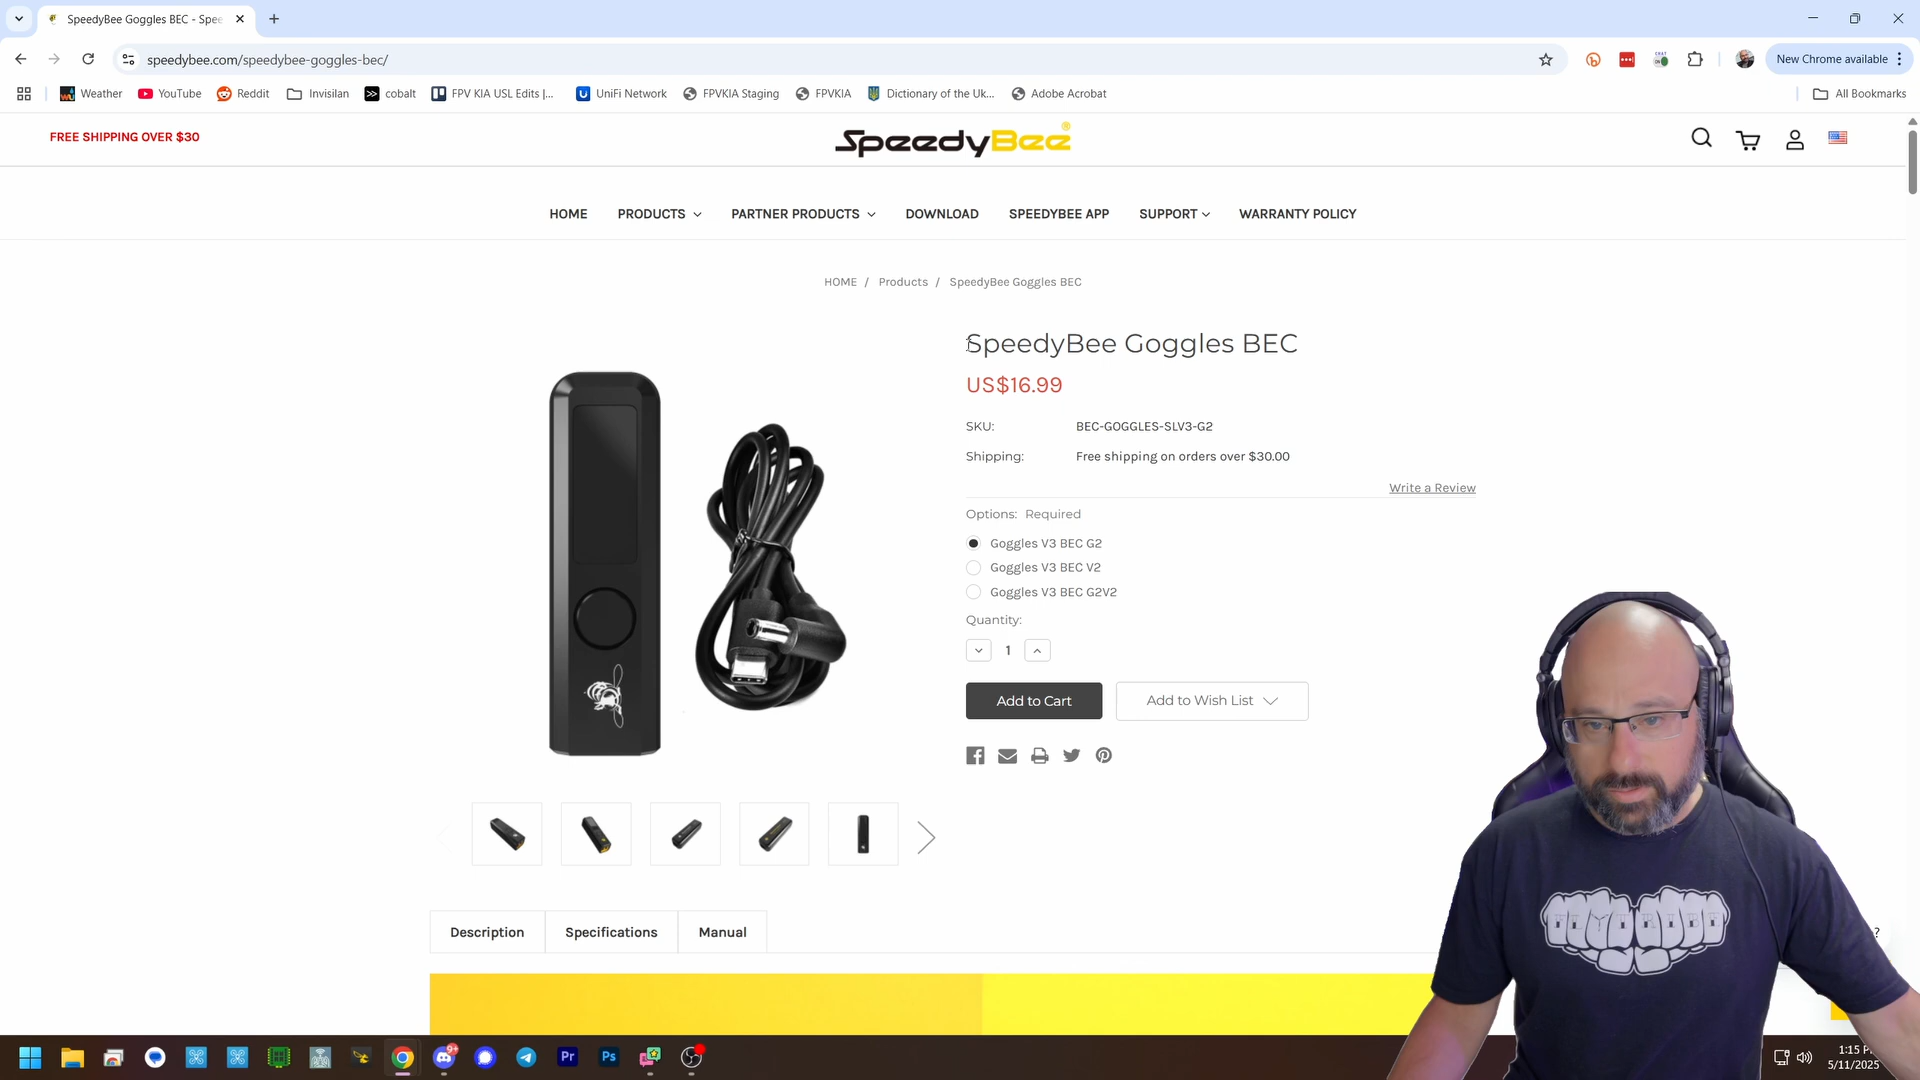 SpeedyBee Goggles BEC - Spee
speedybee.com/speedybee-goggles-bec/
New Chrome available
Weather
YouTube
Reddit
Invisilan
cobalt
FPV KIA USL Edits |...
UniFi Network
FPVKIA Staging
FPVKIA
Dictionary of the Uk...
Adobe Acrobat
All Bookmarks
FREE SHIPPING OVER $30
SpeedyBee®
HOME
PRODUCTS
PARTNER PRODUCTS
DOWNLOAD
SPEEDYBEE APP
SUPPORT
WARRANTY POLICY
HOME / Products / SpeedyBee Goggles BEC
SpeedyBee Goggles BEC
US$16.99
SKU: BEC-GOGGLES-SLV3-G2
Shipping: Free shipping on orders over $30.00
Write a Review
Options: Required
Goggles V3 BEC G2
Goggles V3 BEC V2
Goggles V3 BEC G2V2
Quantity:
1
Add to Cart
Add to Wish List
Description
Specifications
Manual
?
9+
Pr
Ps
1:15 P
5/11/2025